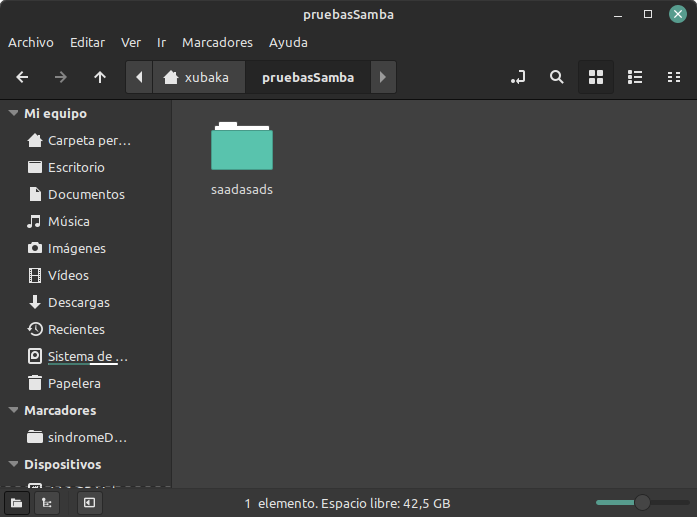 pruebasSamba
Archivo Editar Ver Ir Marcadores Ayuda
xubaka pruebasSamba
Mi equipo
Carpeta per...
Escritorio
Documentos
Música
Imágenes
Vídeos
Descargas
Recientes
Sistema de ...
Papelera
Marcadores
sindromeD...
Dispositivos
saadasads
1 elemento. Espacio libre: 42,5 GB